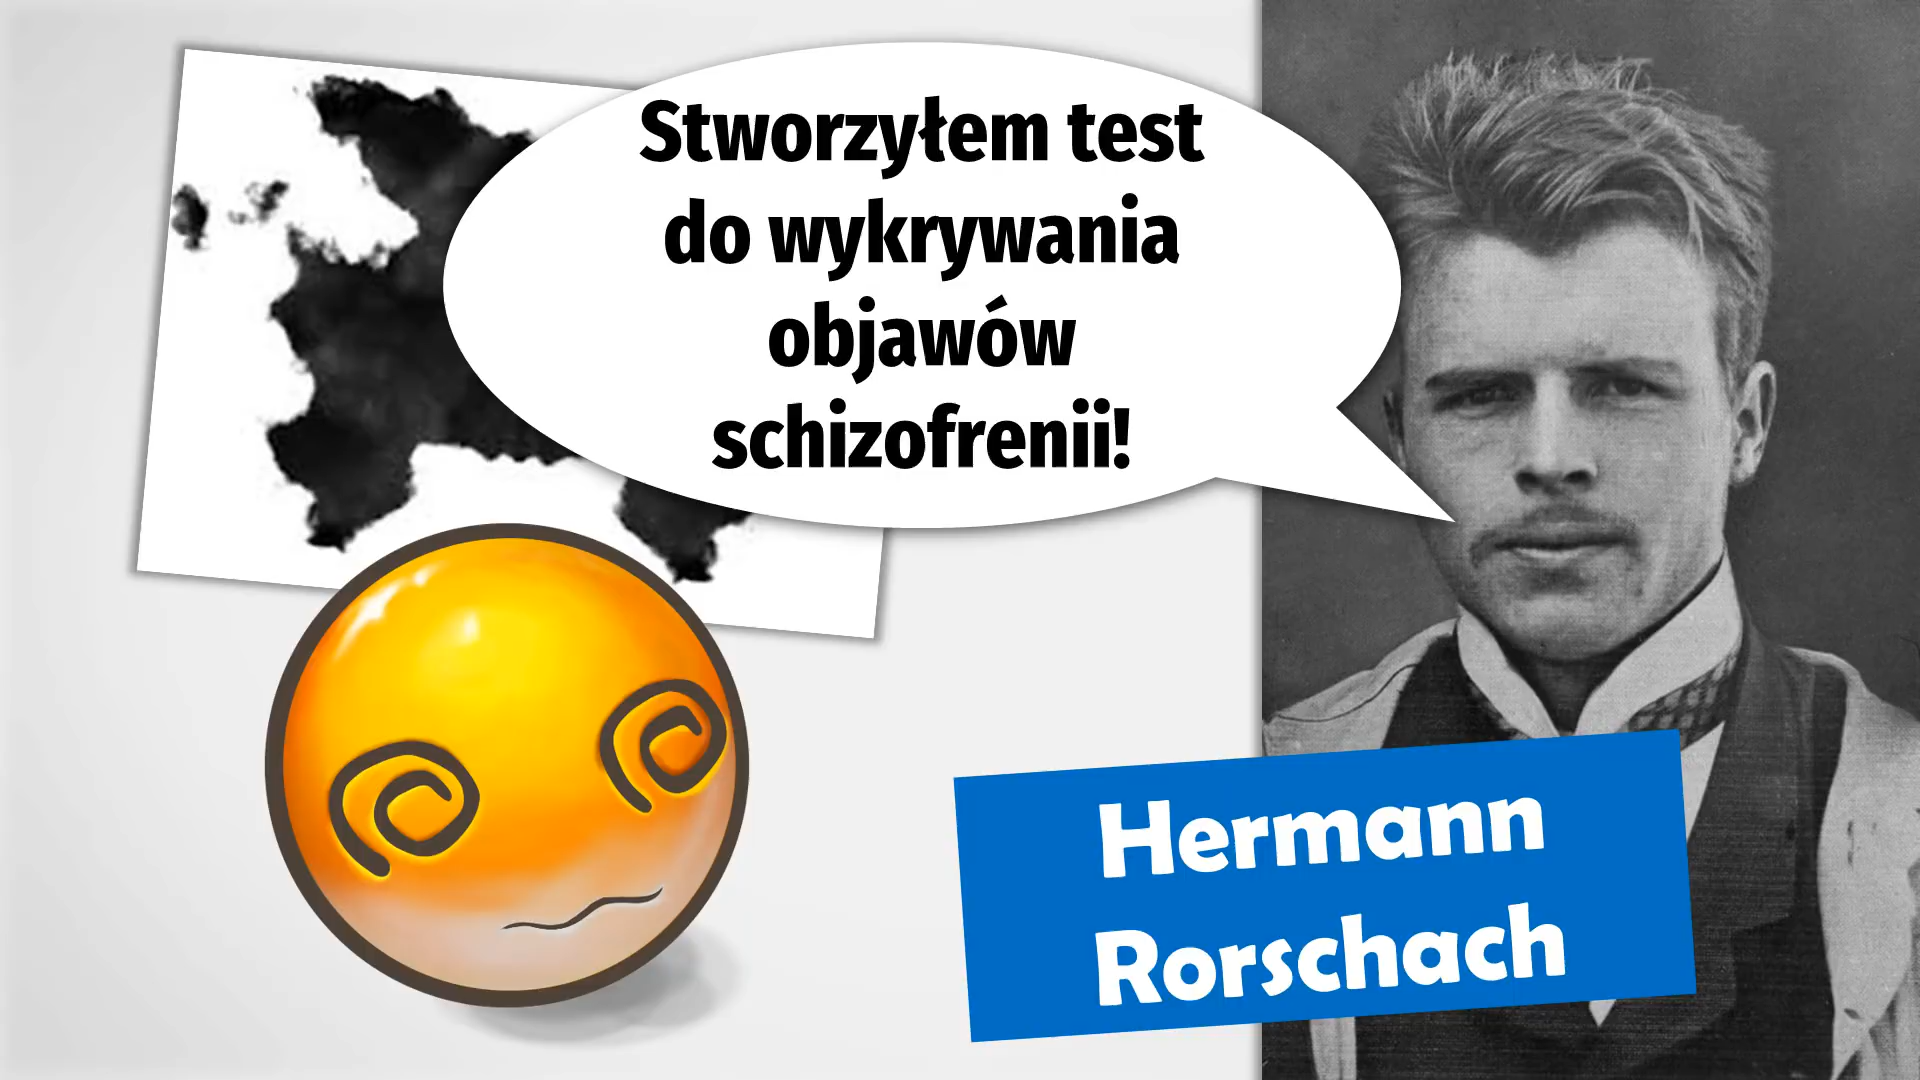 Stworzyłem test
do wykrywania
objawów
schizofrenii!
Hermann
Rorschach